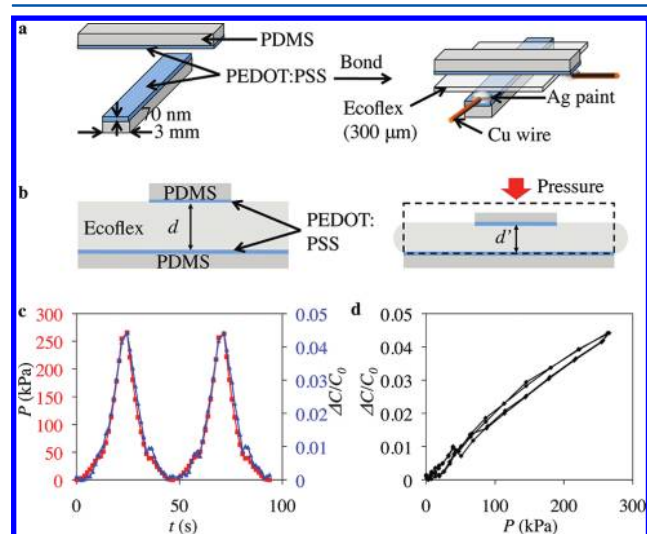 a
PDMS
PEDOT:PSS
Bond
70 nm
3 mm
Ecoflex
(300 μm)
Ag paint
Cu wire
b
PDMS
Ecoflex
d
PEDOT:
PSS
PDMS
Pressure
d'
c
P (kPa)
300
250
200
150
100
50
0
0.05
0.04
0.03
0.02
0.01
0
ΔC/C0
0 50 100
t (s)
d
ΔC/C0
0.05
0.04
0.03
0.02
0.01
0
0 100 200 300
P (kPa)